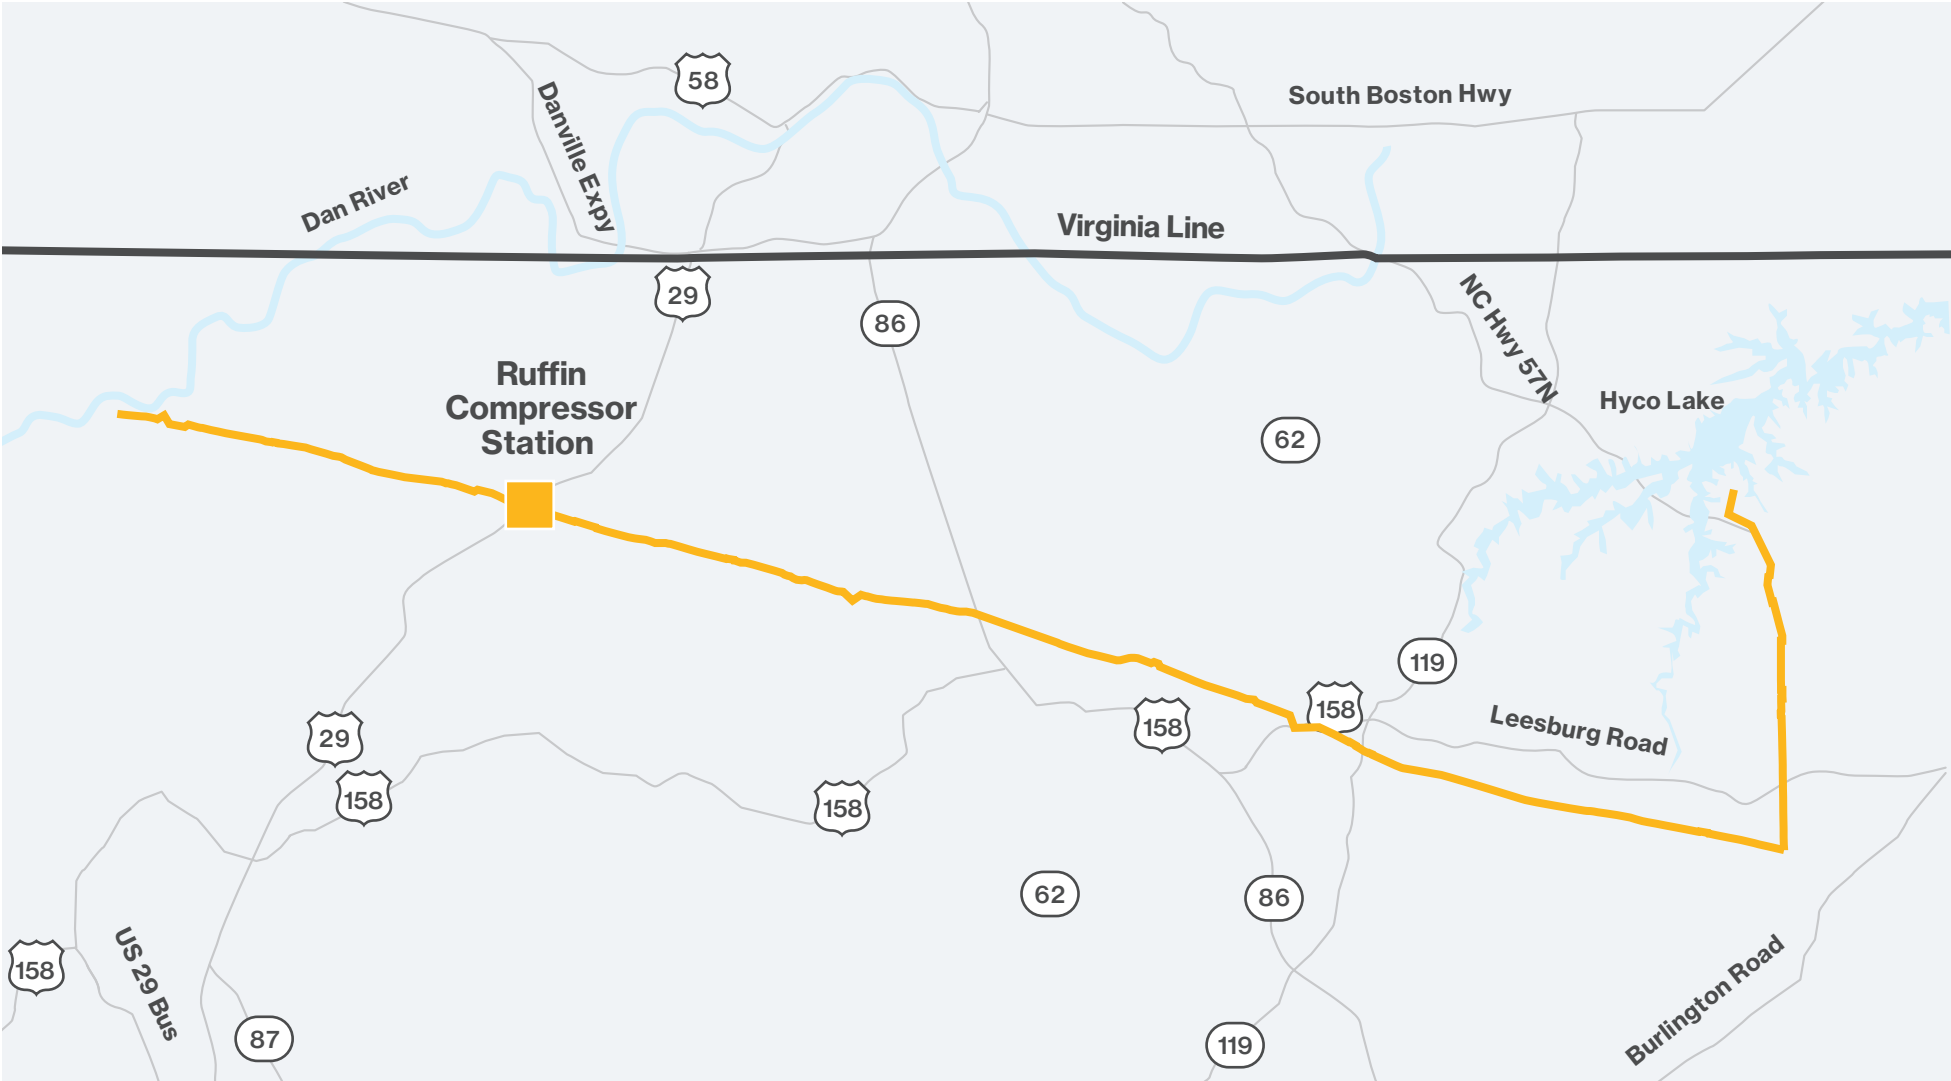 58
South Boston Hwy
Danville Expy
Dan River
Virginia Line
29
86
NC Hwy 57N
Ruffin
Compressor
Station
Hyco Lake
62
119
158
Leesburg Road
158
29
158
158
62
86
158
US 29 Bus
Burlington Road
87
119